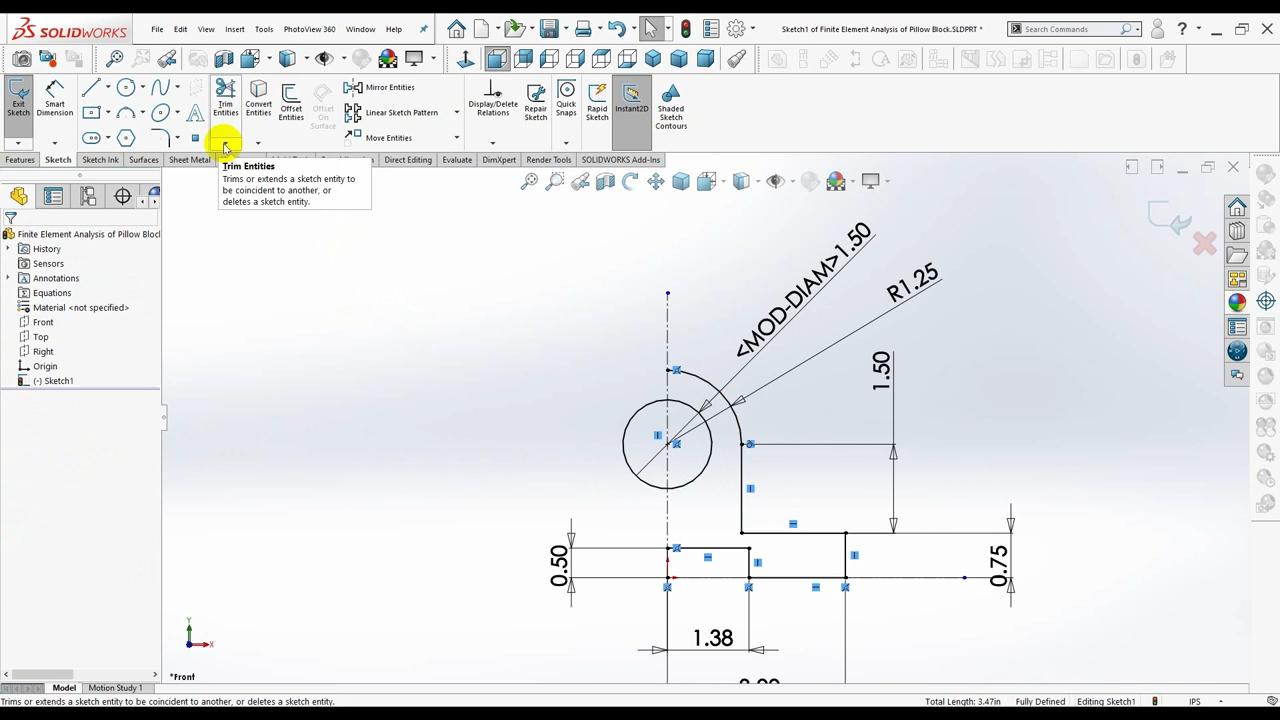 SOLIDWORKS
File
Edit
View
Insert
Tools
PhotoView 360
Window
Help
Sketch1 of Finite Element Analysis of Pillow Block.SLDPRT *
Search Commands
Exit Sketch
Smart Dimension
Trim Entities
Convert Entities
Offset Entities
Offset On Surface
Mirror Entities
Linear Sketch Pattern
Move Entities
Display/Delete Relations
Repair Sketch
Quick Snaps
Rapid Sketch
Instant2D
Shaded Sketch Contours
Features
Sketch
Sketch Ink
Surfaces
Sheet Metal
Direct Editing
Evaluate
DimXpert
Render Tools
SOLIDWORKS Add-Ins
Trim Entities
Trims or extends a sketch entity to
be coincident to another, or
deletes a sketch entity.
Finite Element Analysis of Pillow Block
History
Sensors
Annotations
Equations
Material <not specified>
Front
Top
Right
Origin
(-) Sketch1
<MOD-DIAM>1.50
R1.25
1.50
0.50
0.75
1.38
Y
X
*Front
Model
Motion Study 1
Trims or extends a sketch entity to be coincident to another, or deletes a sketch entity.
Total Length: 3.47in
Fully Defined
Editing Sketch1
IPS